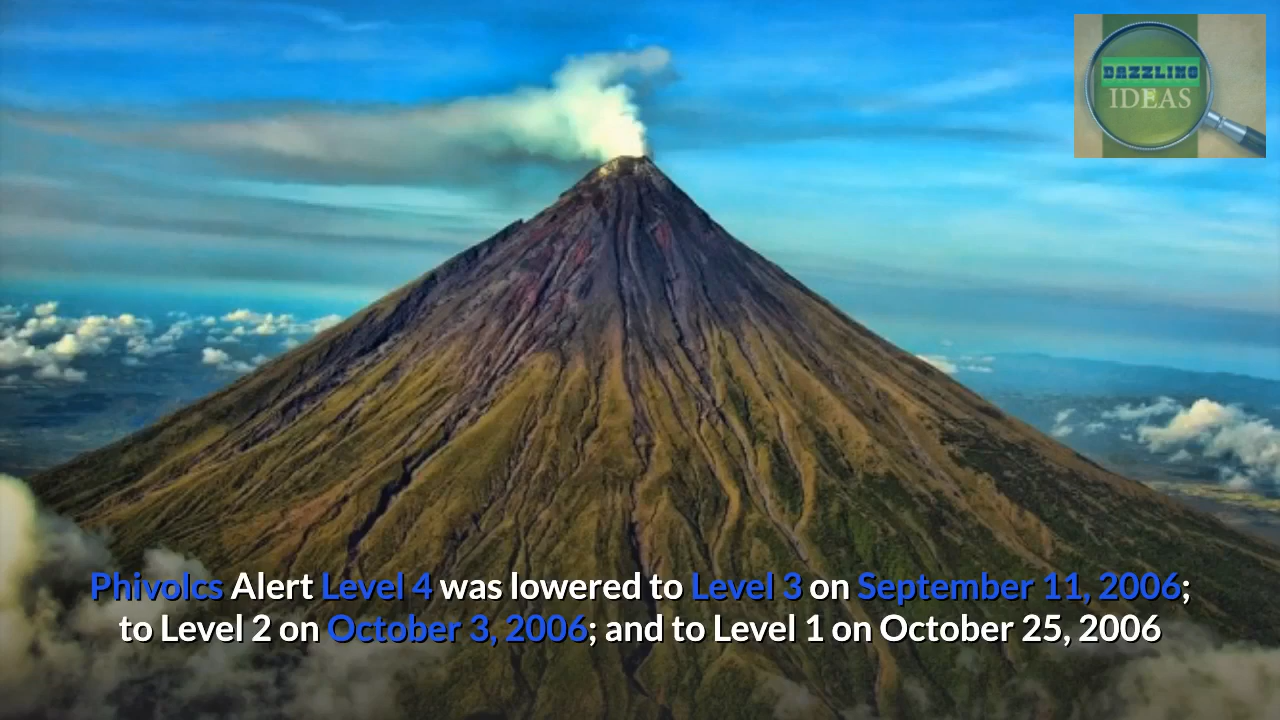 DAZZLING
IDEAS
Phivolcs Alert Level 4 was lowered to Level 3 on September 11, 2006;
to Level 2 on October 3, 2006; and to Level 1 on October 25, 2006